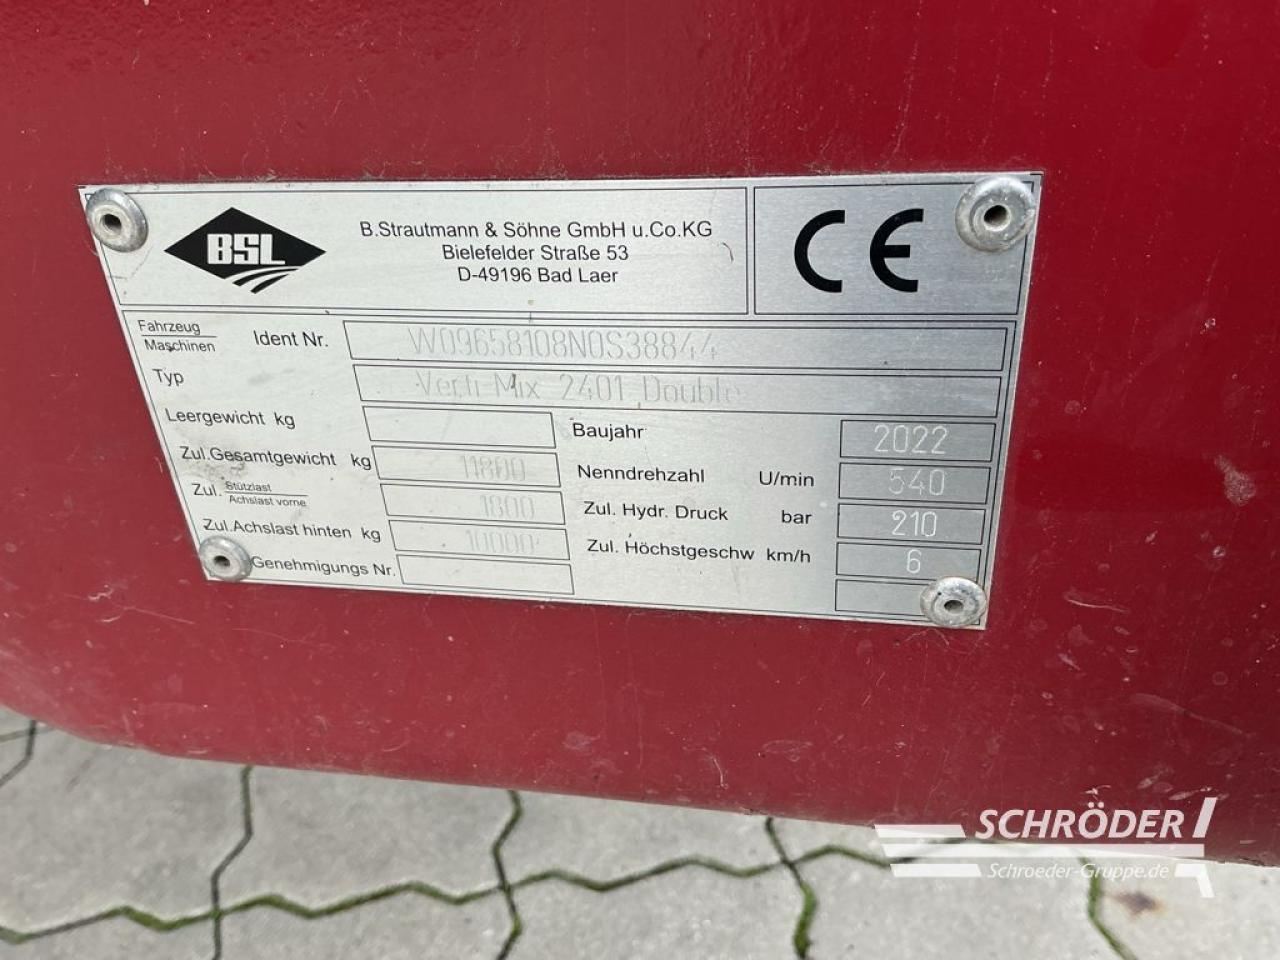 BSL
B.Strautmann & Söhne GmbH u.Co.KG
Bielefelder Straße 53
D-49196 Bad Laer
CE
Fahrzeug
Maschinen
Ident Nr.
W09658108N0S38844
Typ
Verti-Mix 2401 Double
Leergewicht kg
Zul.Gesamtgewicht kg 11800
Zul. Stützlast
Achslast vorne
1800
Zul.Achslast hinten kg 10000
Genehmigungs Nr.
Baujahr 2022
Nenndrehzahl U/min 540
Zul. Hydr. Druck bar 210
Zul. Höchstgeschw km/h 6
SCHRÖDER
Schroeder-Gruppe.de